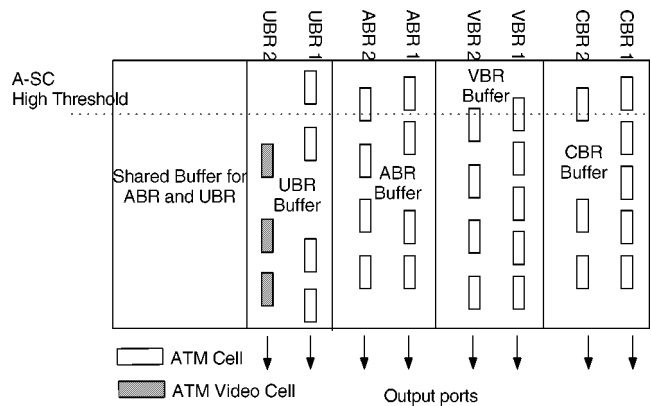 UBR 2
UBR 1
ABR 2
ABR 1
VBR 2
VBR 1
CBR 2
CBR 1
A-SC
High Threshold
VBR
Buffer
Shared Buffer for
ABR and UBR
UBR
Buffer
ABR
Buffer
CBR
Buffer
ATM Cell
ATM Video Cell
Output ports